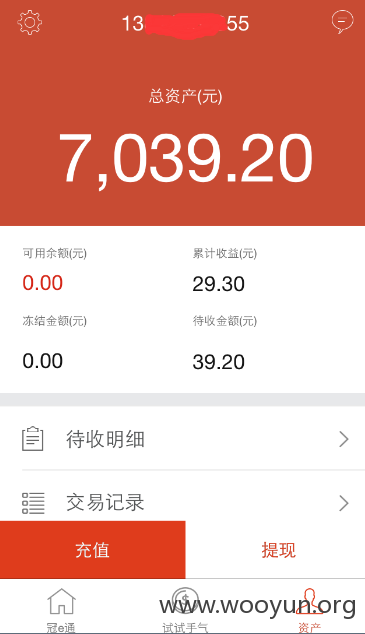 13 55
总资产(元)
7,039.20
可用余额(元) 累计收益(元)
0.00 29.30
冻结金额(元) 待收金额(元)
0.00 39.20
待收明细
交易记录
充值 提现
www.wooyun.org
冠e通 试试手气 资产